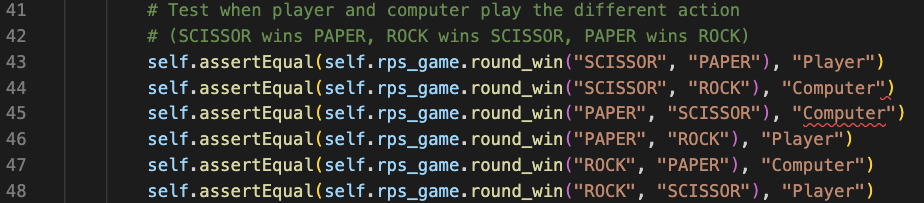 41 # Test when player and computer play the different action
42 # (SCISSOR wins PAPER, ROCK wins SCISSOR, PAPER wins ROCK)
43 self.assertEqual(self.rps_game.round_win("SCISSOR", "PAPER"), "Player")
44 self.assertEqual(self.rps_game.round_win("SCISSOR", "ROCK"), "Computer")
45 self.assertEqual(self.rps_game.round_win("PAPER", "SCISSOR"), "Computer")
46 self.assertEqual(self.rps_game.round_win("PAPER", "ROCK"), "Player")
47 self.assertEqual(self.rps_game.round_win("ROCK", "PAPER"), "Computer")
48 self.assertEqual(self.rps_game.round_win("ROCK", "SCISSOR"), "Player")